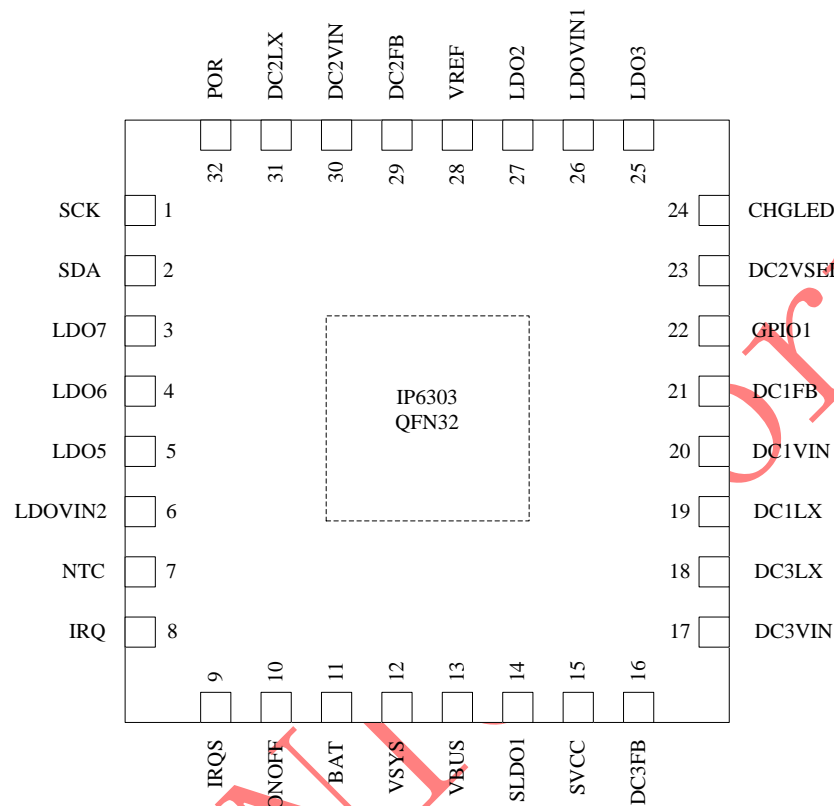 POR DC2LX DC2VIN DC2FB VREF LDO2 LDOVIN1 LDO3
32 31 30 29 28 27 26 25
SCK 1
SDA 2
LDO7 3
LDO6 4
LDO5 5
LDOVIN2 6
NTC 7
IRQ 8
24 CHGLED
23 DC2VSEL
22 GPIO1
21 DC1FB
20 DC1VIN
19 DC1LX
18 DC3LX
17 DC3VIN
IP6303
QFN32
9 10 11 12 13 14 15 16
IRQS ONOFF BAT VSYS VBUS SLDO1 SVCC DC3FB